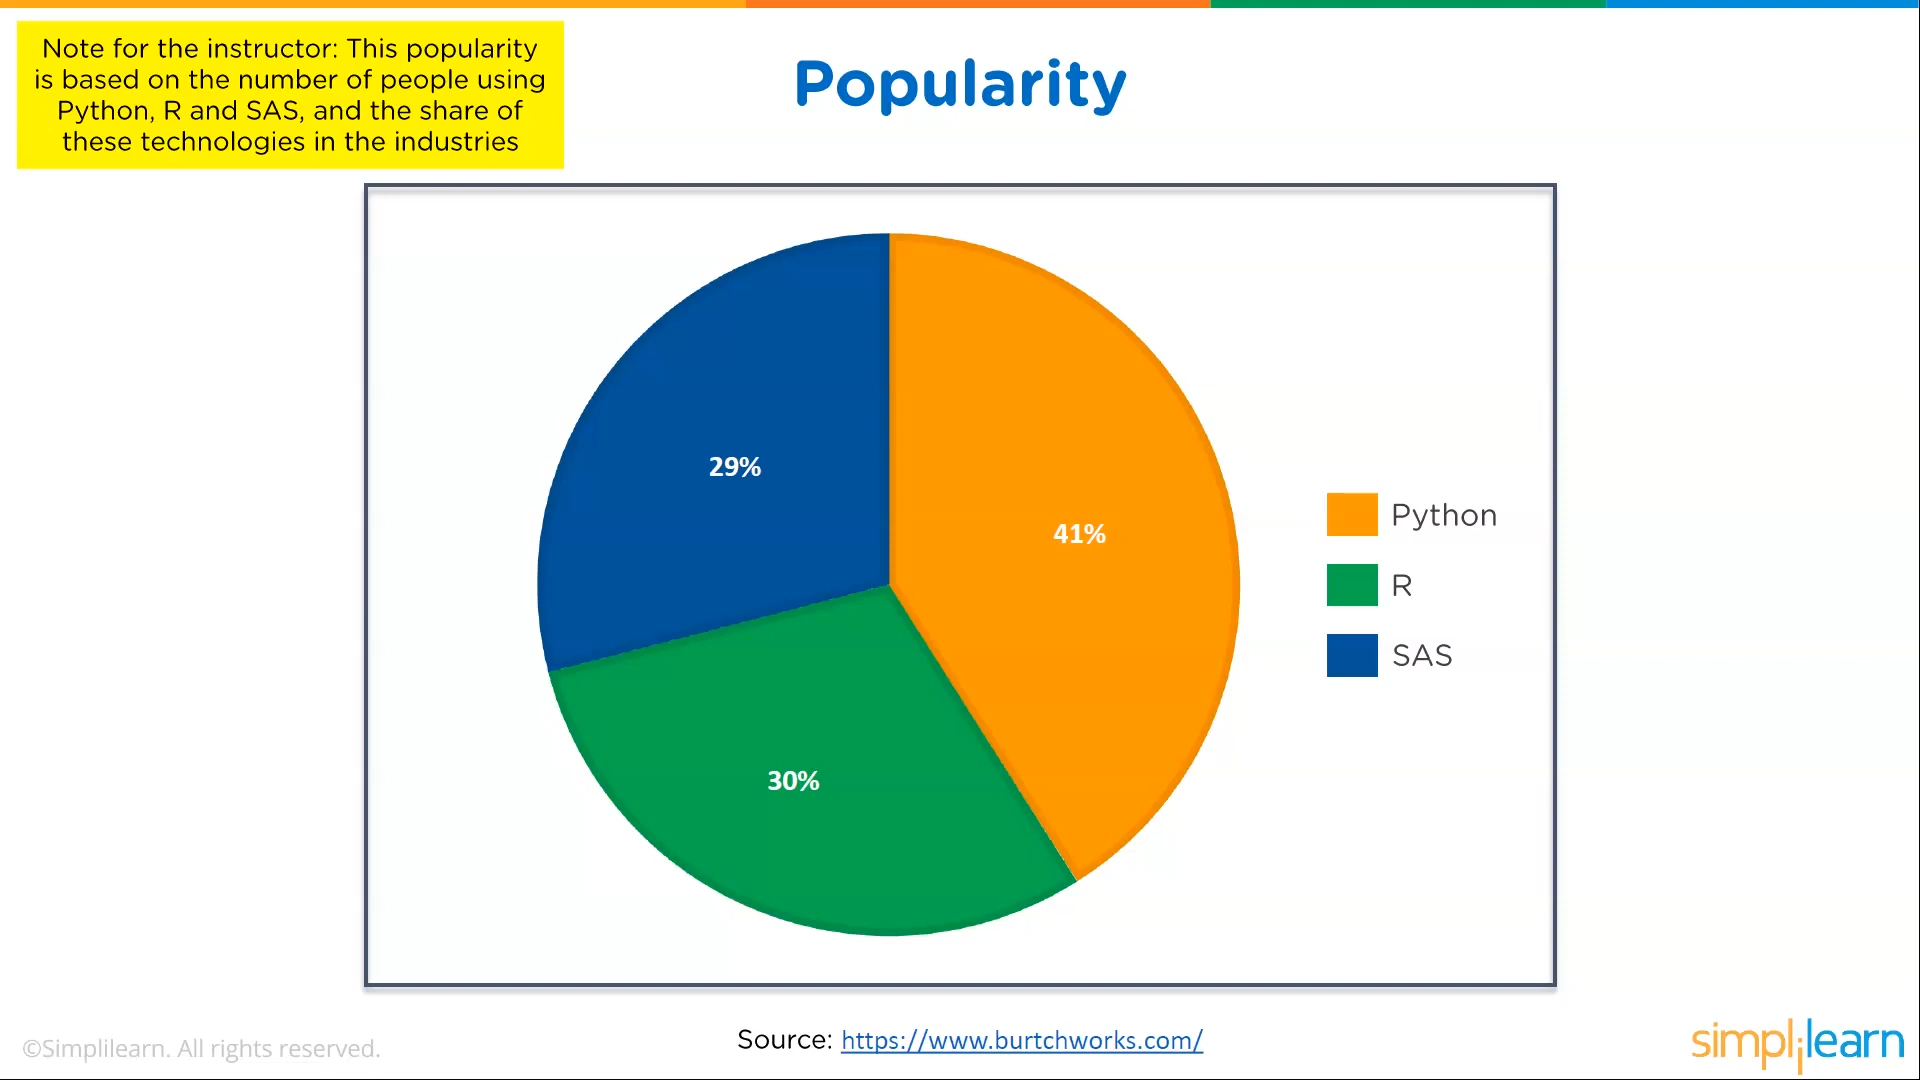 Note for the instructor: This popularity
is based on the number of people using
Python, R and SAS, and the share of
these technologies in the industries
Popularity
29%
41%
30%
Python
R
SAS
Source: https://www.burtchworks.com/
©Simplilearn. All rights reserved.
simplilearn